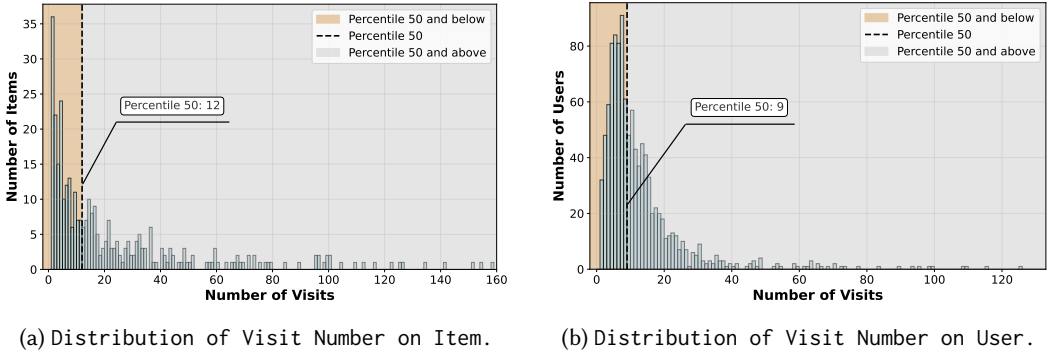 35
30
25
20
15
10
5
0
Number of Items
Percentile 50 and below
Percentile 50
Percentile 50 and above
Percentile 50: 12
0 20 40 60 80 100 120 140 160
Number of Visits
(a) Distribution of Visit Number on Item.
80
60
40
20
0
Number of Users
Percentile 50 and below
Percentile 50
Percentile 50 and above
Percentile 50: 9
0 20 40 60 80 100 120
Number of Visits
(b) Distribution of Visit Number on User.